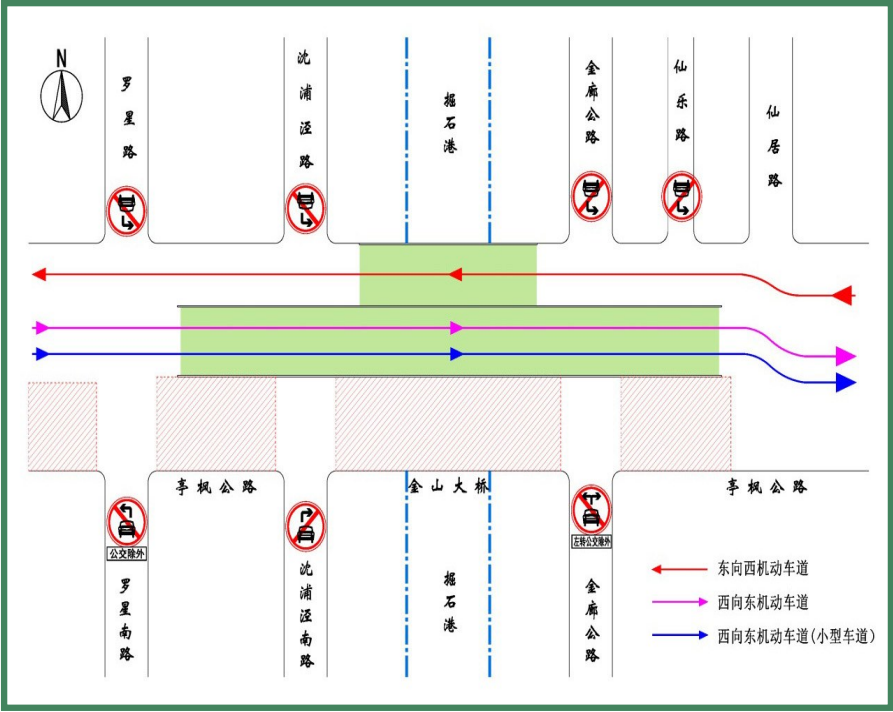 N
罗星路
沈浦泾路
掘石港
金廊公路
仙乐路
仙居路
亭枫公路
金山大桥
亭枫公路
公交除外
左转公交除外
罗星南路
沈浦泾南路
掘石港
金廊公路
东向西机动车道
西向东机动车道
西向东机动车道(小型车道)